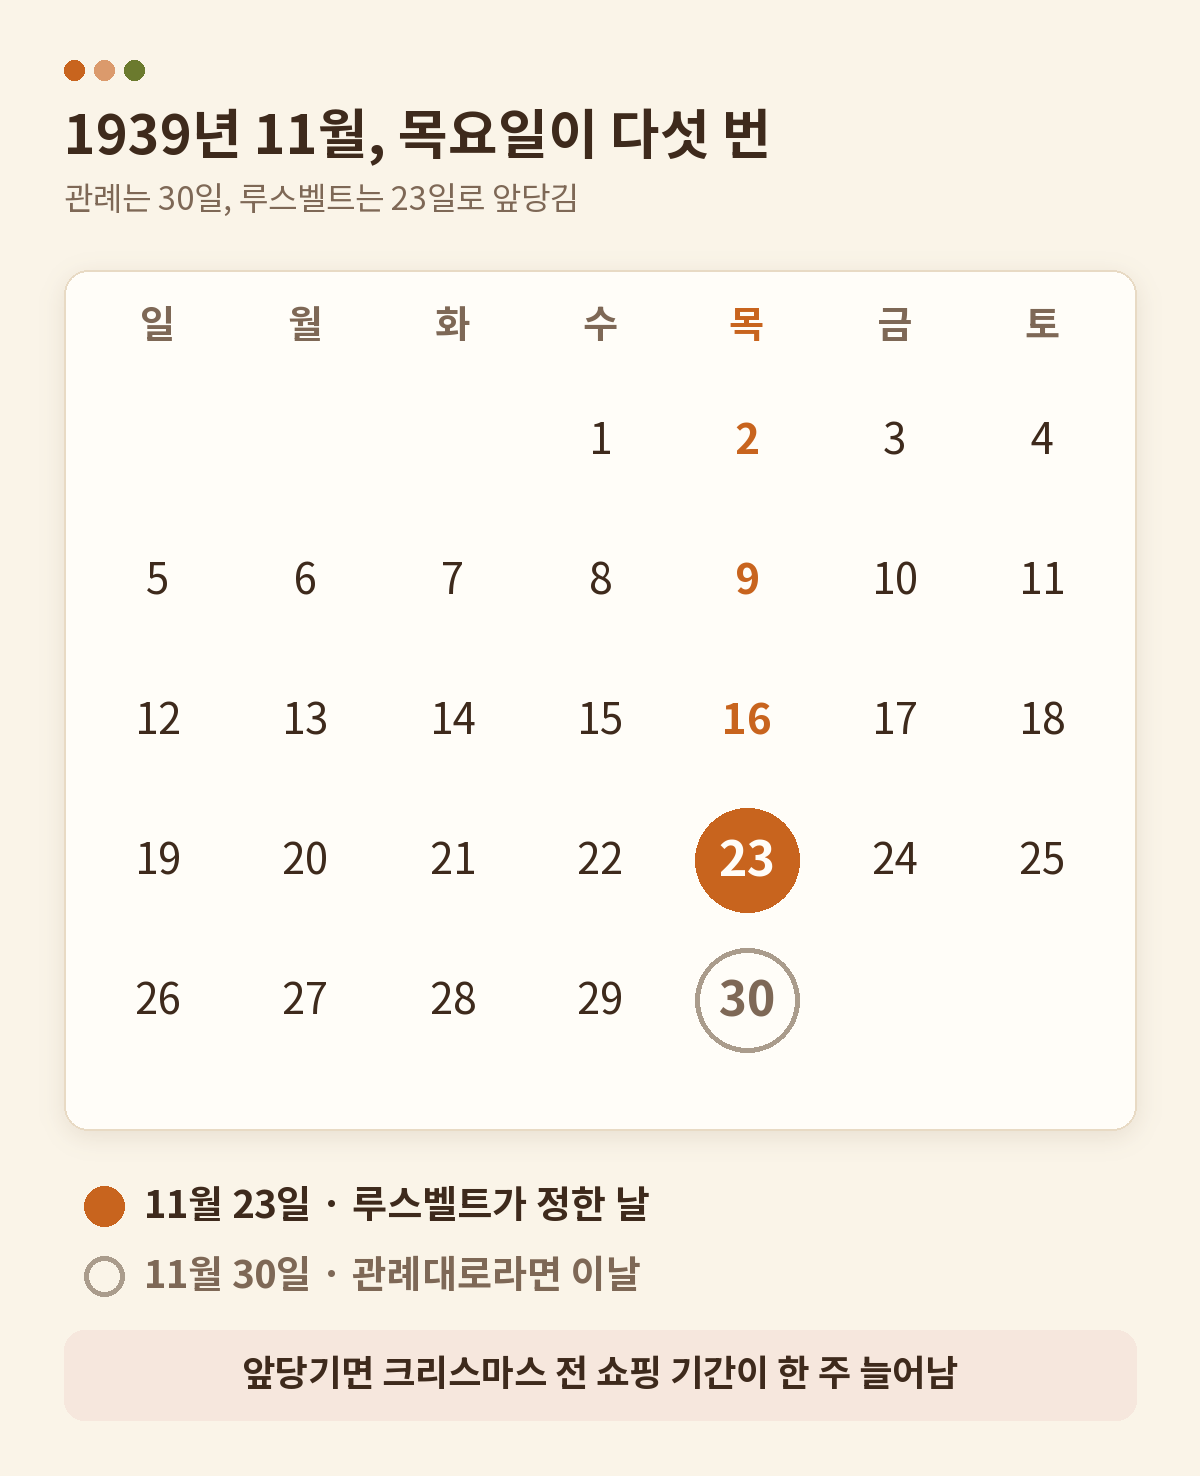 1939년 11월, 목요일이 다섯 번
관례는 30일, 루스벨트는 23일로 앞당김
일 월 화 수 목 금 토
1 2 3 4
5 6 7 8 9 10 11
12 13 14 15 16 17 18
19 20 21 22 23 24 25
26 27 28 29 30
11월 23일 · 루스벨트가 정한 날
11월 30일 · 관례대로라면 이날
앞당기면 크리스마스 전 쇼핑 기간이 한 주 늘어남